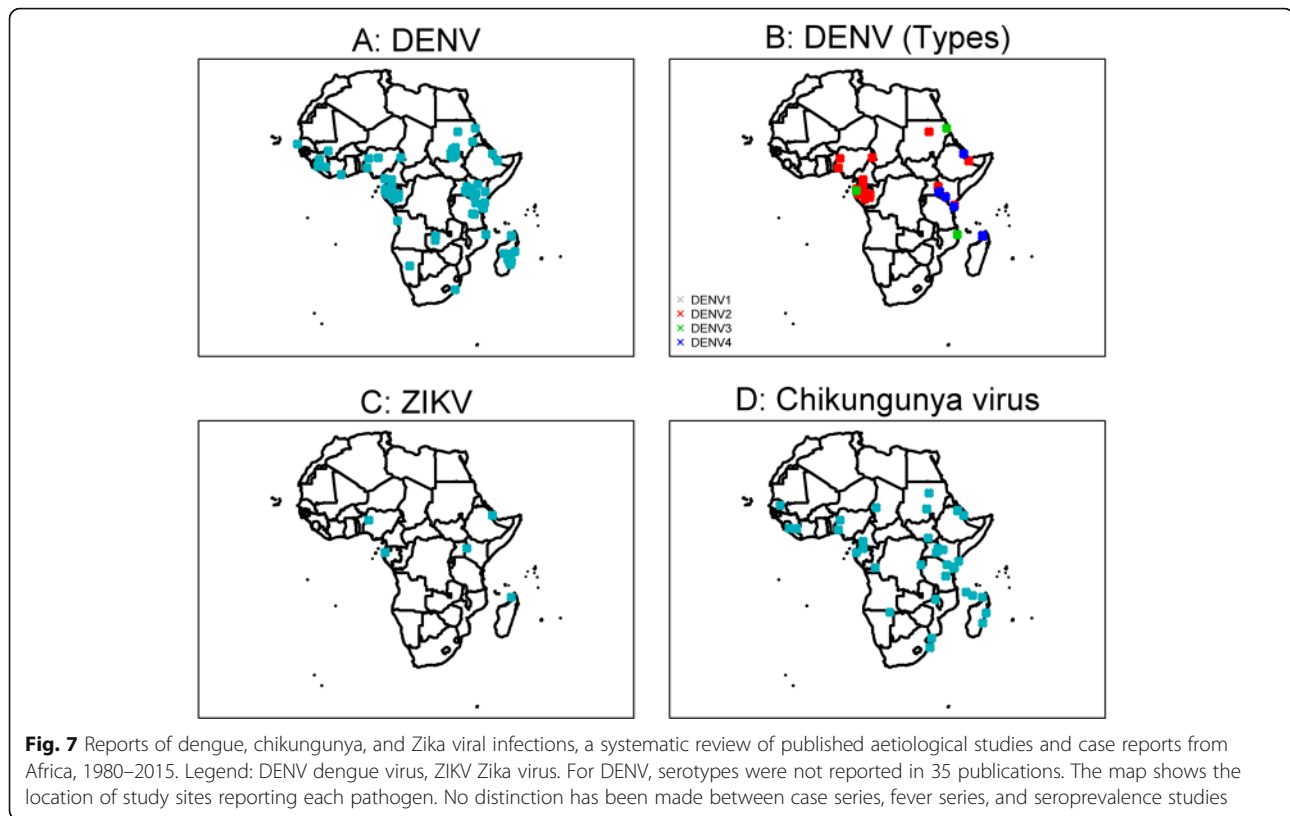 A: DENV
B: DENV (Types)
× DENV1
× DENV2
× DENV3
× DENV4
C: ZIKV
D: Chikungunya virus
Fig. 7 Reports of dengue, chikungunya, and Zika viral infections, a systematic review of published aetiological studies and case reports from
Africa, 1980–2015. Legend: DENV dengue virus, ZIKV Zika virus. For DENV, serotypes were not reported in 35 publications. The map shows the
location of study sites reporting each pathogen. No distinction has been made between case series, fever series, and seroprevalence studies